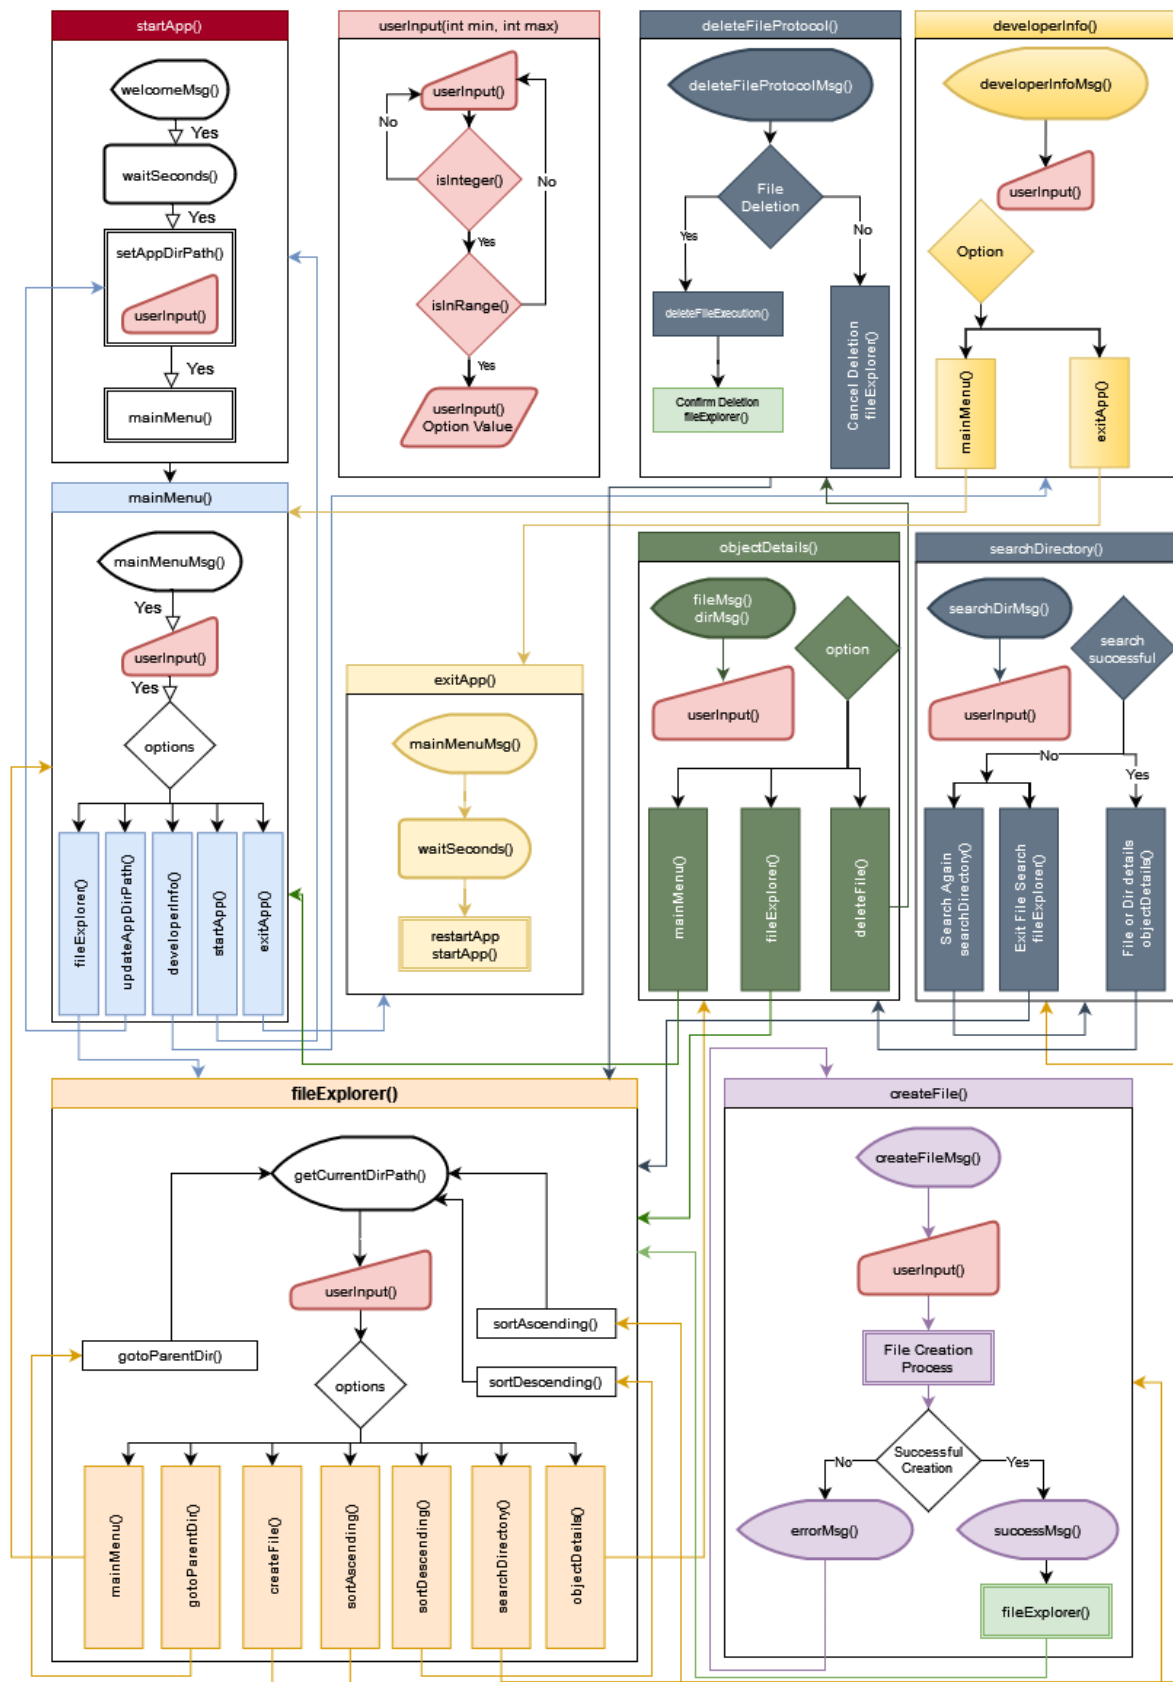 startApp()
welcomeMsg()
Yes
waitSeconds()
Yes
setAppDirPath()
userInput()
Yes
mainMenu()
userInput(int min, int max)
userInput()
No
isInteger()
No
Yes
isInRange()
Yes
userInput()
Option Value
deleteFileProtocol()
deleteFileProtocolMsg()
File
Deletion
Yes
No
deleteFileExecution()
Confirm Deletion
fileExplorer()
Cancel Deletion
fileExplorer()
developerInfo()
developerInfoMsg()
userInput()
Option
mainMenu()
exitApp()
mainMenu()
mainMenuMsg()
Yes
userInput()
Yes
options
fileExplorer()
updateAppDirPath()
developerInfo()
startApp()
exitApp()
exitApp()
mainMenuMsg()
waitSeconds()
restartApp
startApp()
objectDetails()
fileMsg()
dirMsg()
option
userInput()
mainMenu()
fileExplorer()
deleteFile()
searchDirectory()
searchDirMsg()
search
successful
userInput()
No
Yes
Search Again
searchDirectory()
Exit File Search
fileExplorer()
File or Dir details
objectDetails()
fileExplorer()
getCurrentDirPath()
userInput()
sortAscending()
gotoParentDir()
sortDescending()
options
mainMenu()
gotoParentDir()
createFile()
sortAscending()
sortDescending()
searchDirectory()
objectDetails()
createFile()
createFileMsg()
userInput()
File Creation
Process
Successful
Creation
No
Yes
errorMsg()
successMsg()
fileExplorer()